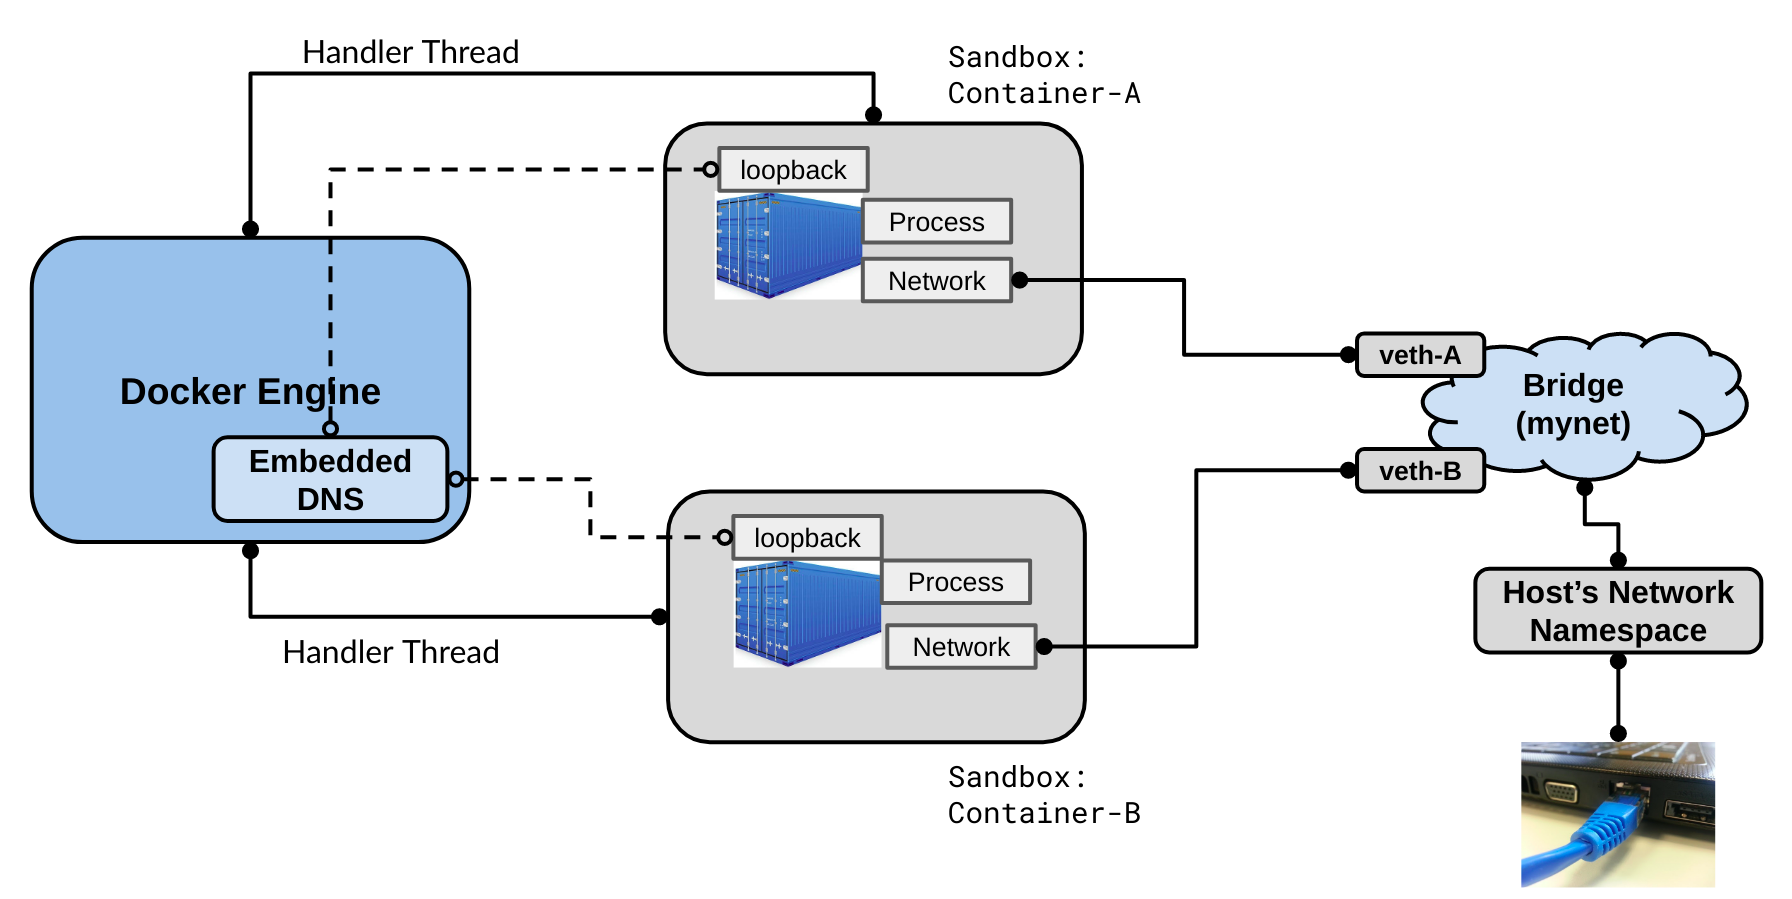 Handler Thread
Sandbox:
Container-A
loopback
Process
Network
Docker Engine
Embedded
DNS
veth-A
Bridge
(mynet)
veth-B
loopback
Process
Network
Host’s Network
Namespace
Handler Thread
Sandbox:
Container-B